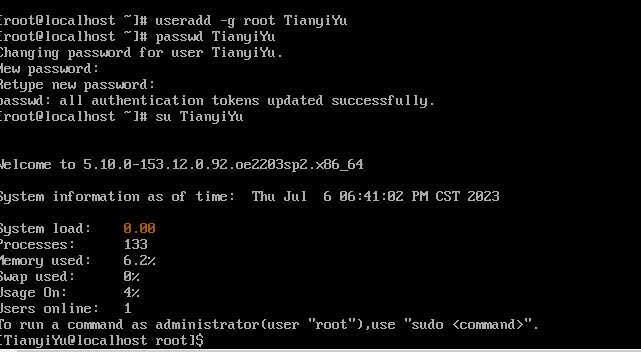 [root@localhost ~]# useradd -g root TianyiYu
[root@localhost ~]# passwd TianyiYu
Changing password for user TianyiYu.
New password:
Retype new password:
passwd: all authentication tokens updated successfully.
[root@localhost ~]# su TianyiYu
Welcome to 5.10.0-153.12.0.92.oe2203sp2.x86_64
System information as of time:  Thu Jul  6 06:41:02 PM CST 2023
System load:    0.00
Processes:      133
Memory used:    6.2%
Swap used:      0%
Usage On:       4%
Users online:   1
To run a command as administrator(user "root"),use "sudo <command>".
[TianyiYu@localhost root]$